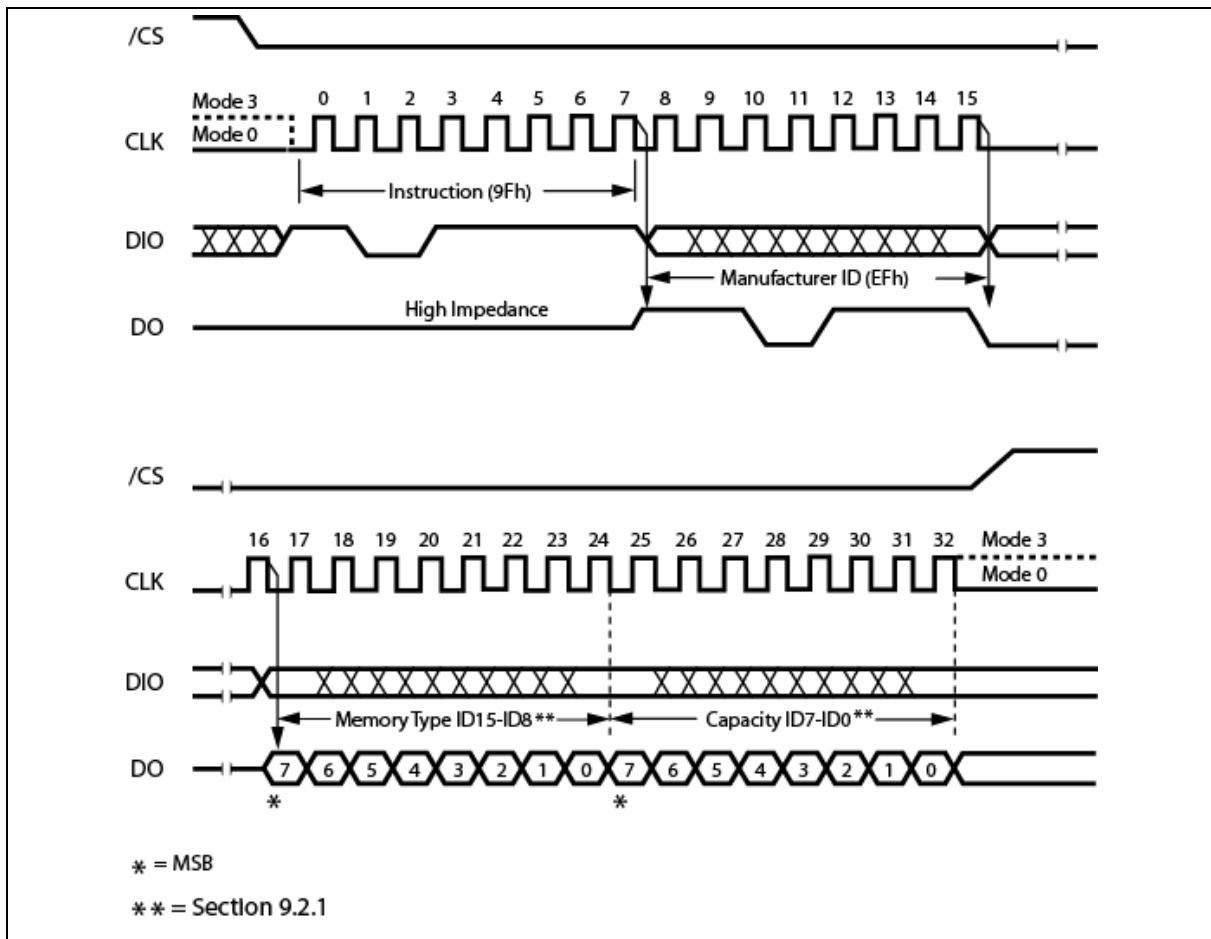 /CS
Mode 3
0 1 2 3 4 5 6 7 8 9 10 11 12 13 14 15
CLK
Mode 0
Instruction (9Fh)
DIO
Manufacturer ID (EFh)
High Impedance
DO
/CS
16 17 18 19 20 21 22 23 24 25 26 27 28 29 30 31 32
Mode 3
CLK
Mode 0
DIO
Memory Type ID15-ID8** Capacity ID7-ID0**
DO
7 6 5 4 3 2 1 0 7 6 5 4 3 2 1 0
* *
* = MSB
** = Section 9.2.1